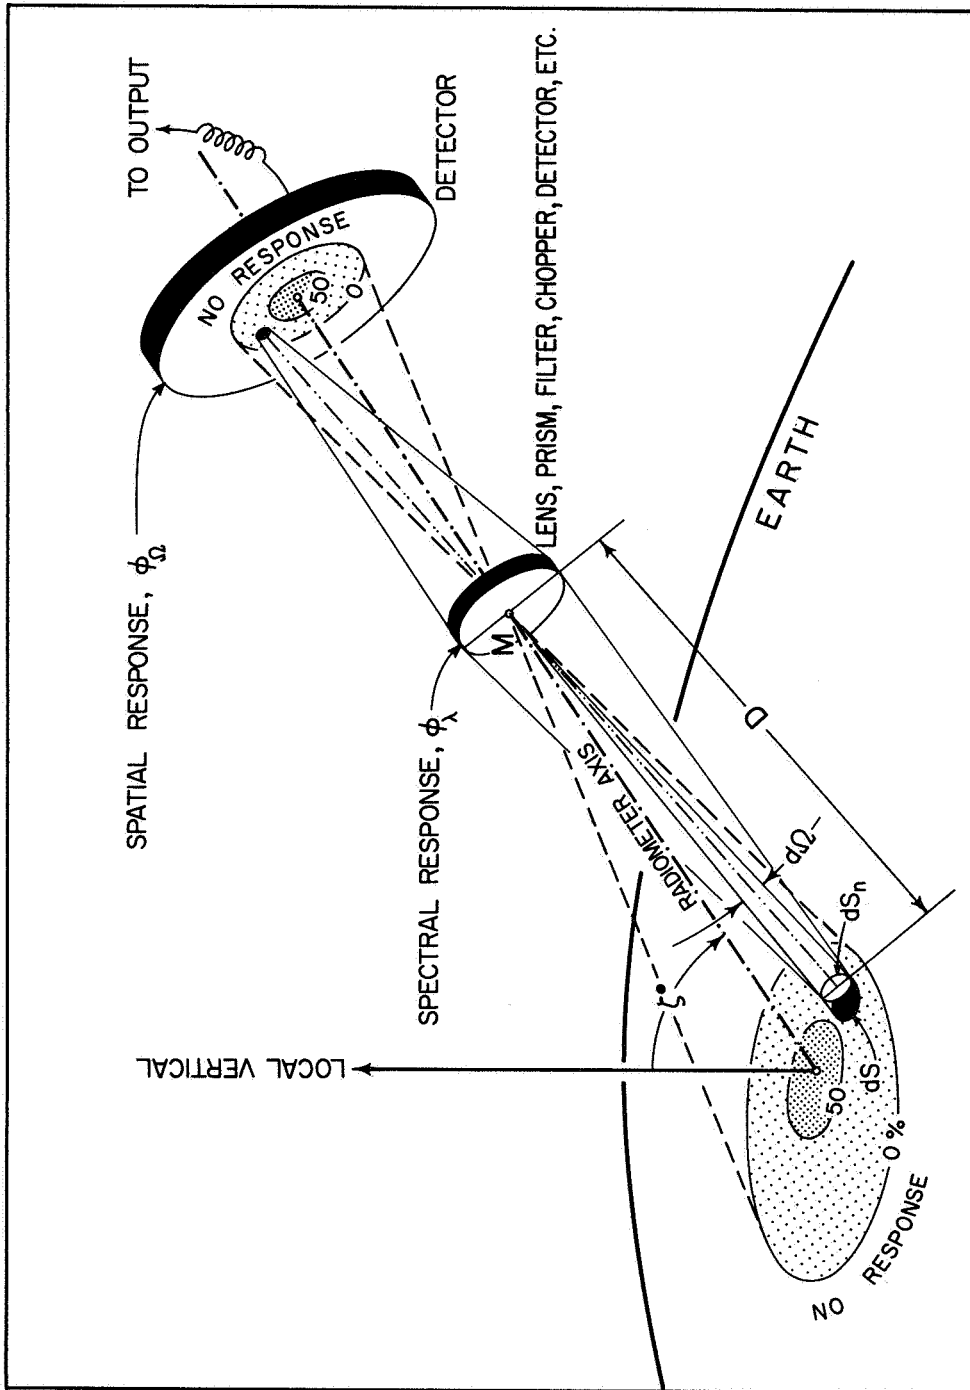 TO OUTPUT
DETECTOR
NO RESPONSE
50
0
SPATIAL RESPONSE, ϕΩ
LENS, PRISM, FILTER, CHOPPER, DETECTOR, ETC.
SPECTRAL RESPONSE, ϕλ
M
EARTH
RADIOMETER AXIS
D
dΩ
dSn
dS
ζ
LOCAL VERTICAL
50
0%
NO RESPONSE